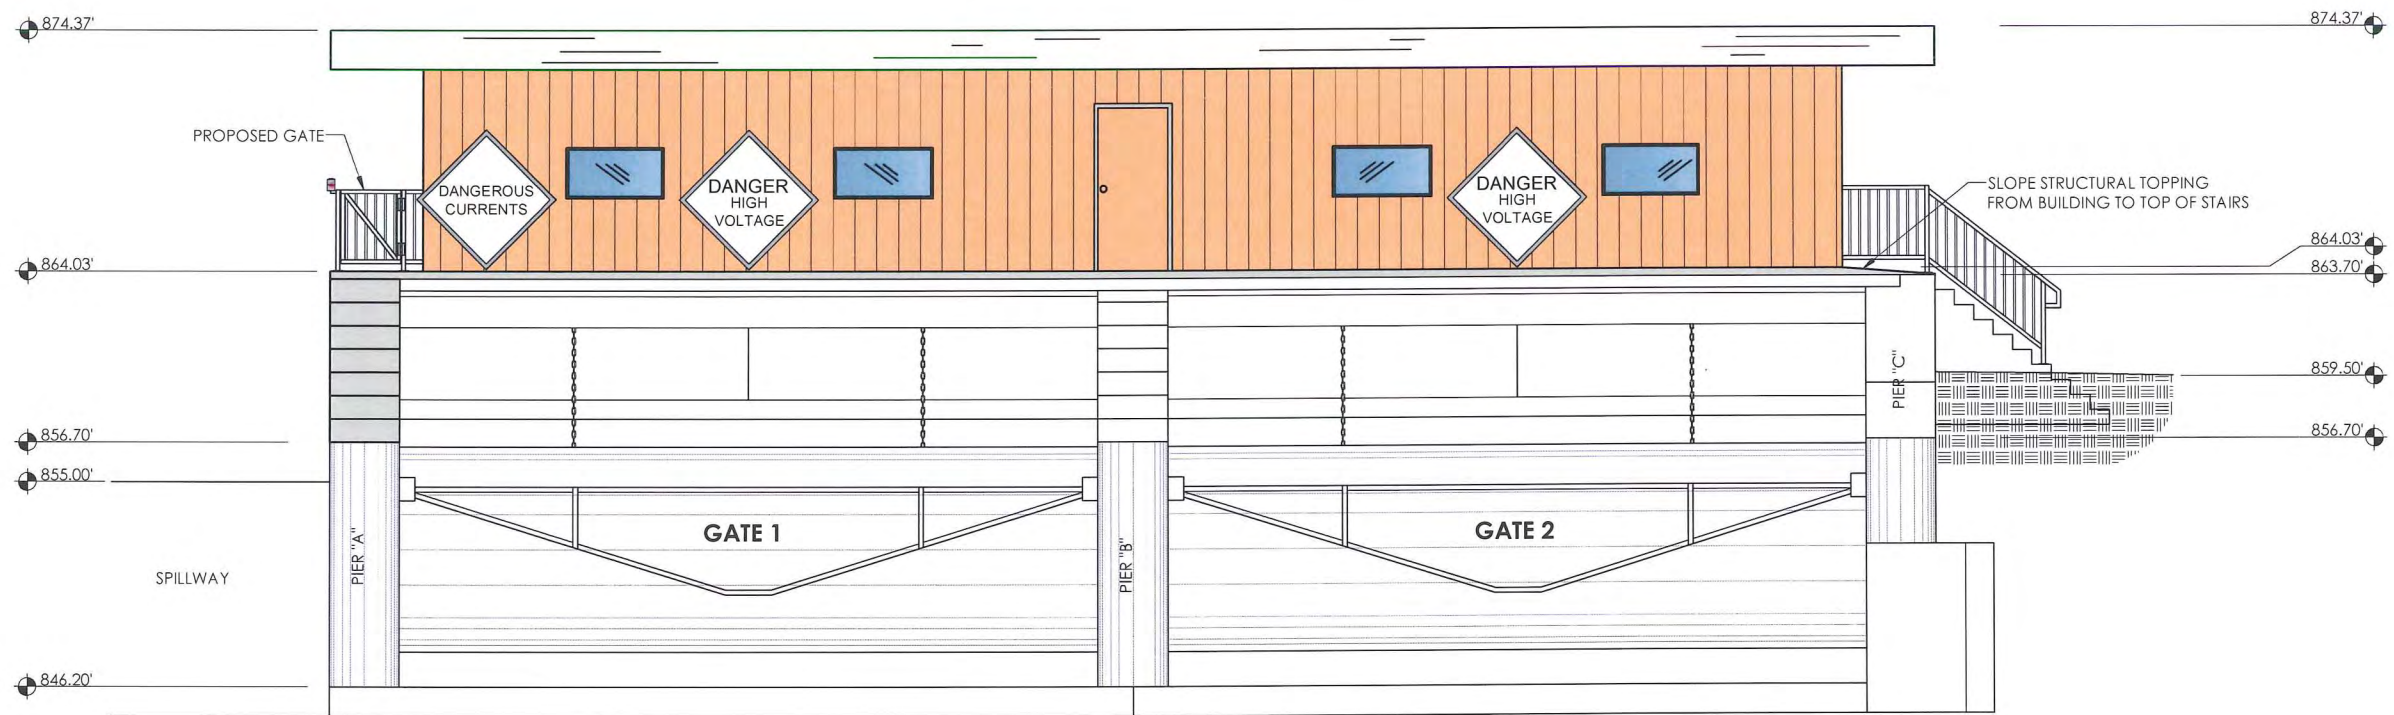 874.37'
874.37'
PROPOSED GATE
DANGEROUS
CURRENTS
DANGER
HIGH
VOLTAGE
DANGER
HIGH
VOLTAGE
SLOPE STRUCTURAL TOPPING
FROM BUILDING TO TOP OF STAIRS
864.03'
864.03'
863.70'
859.50'
PIER "C"
856.70'
856.70'
855.00'
GATE 1
GATE 2
PIER "A"
PIER "B"
SPILLWAY
846.20'